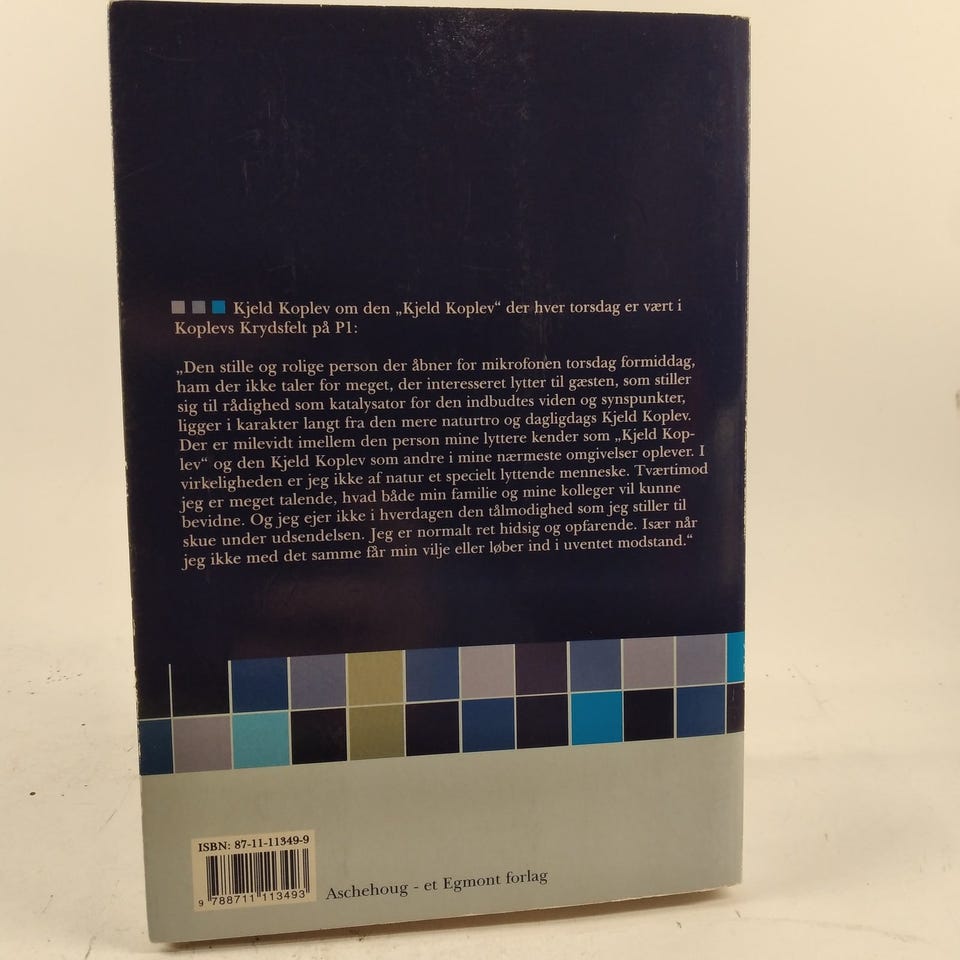 Kjeld Koplev om den „Kjeld Koplev“ der hver torsdag er vært i
Koplevs Krydsfelt på P1:
„Den stille og rolige person der åbner for mikrofonen torsdag formiddag,
ham der ikke taler for meget, der interesseret lytter til gæsten, som stiller
sig til rådighed som katalysator for den indbudtes viden og synspunkter,
ligger i karakter langt fra den mere naturtro og dagligdags Kjeld Koplev.
Der er milevidt imellem den person mine lyttere kender som „Kjeld Kop-
lev“ og den Kjeld Koplev som andre i mine nærmeste omgivelser oplever. I
virkeligheden er jeg ikke af natur et specielt lyttende menneske. Tværtimod
jeg er meget talende, hvad både min familie og mine kolleger vil kunne
bevidne. Og jeg ejer ikke i hverdagen den tålmodighed som jeg stiller til
skue under udsendelsen. Jeg er normalt ret hidsig og opfarende. Især når
jeg ikke med det samme får min vilje eller løber ind i uventet modstand.“
ISBN: 87-11-11349-9
9 788711 113493
Aschehoug - et Egmont forlag